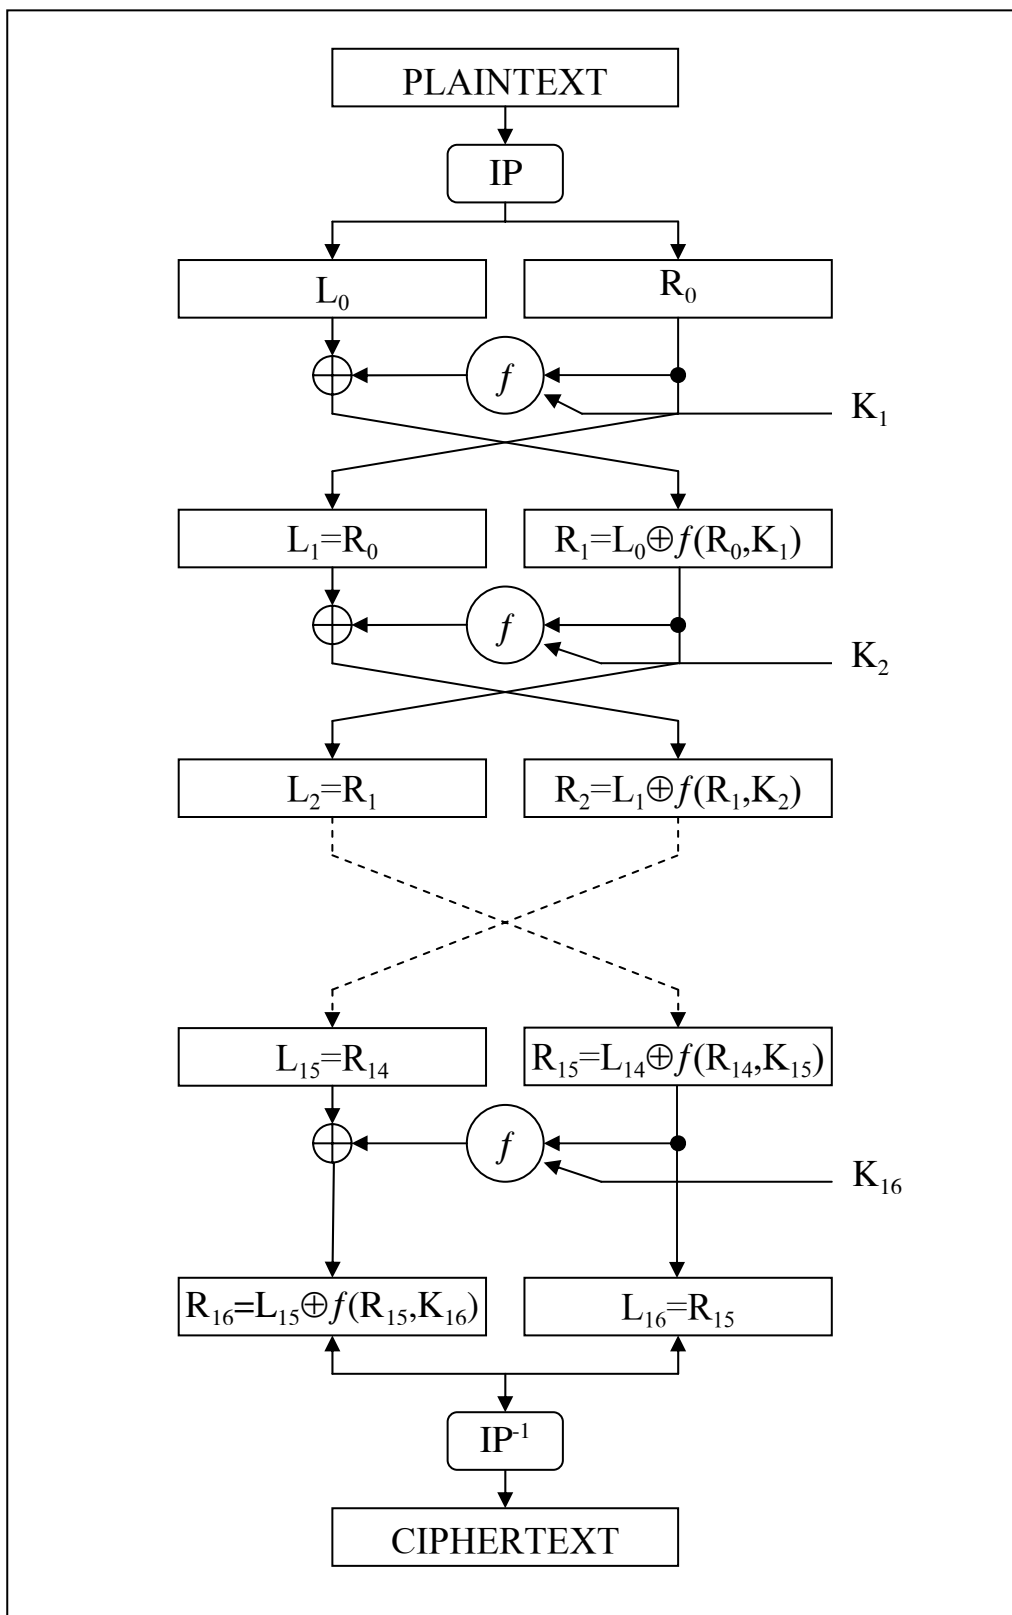 PLAINTEXT
IP
L₀ R₀
f
K₁
L₁=R₀ R₁=L₀⊕f(R₀,K₁)
f
K₂
L₂=R₁ R₂=L₁⊕f(R₁,K₂)
L₁₅=R₁₄ R₁₅=L₁₄⊕f(R₁₄,K₁₅)
f
K₁₆
R₁₆=L₁₅⊕f(R₁₅,K₁₆) L₁₆=R₁₅
IP⁻¹
CIPHERTEXT